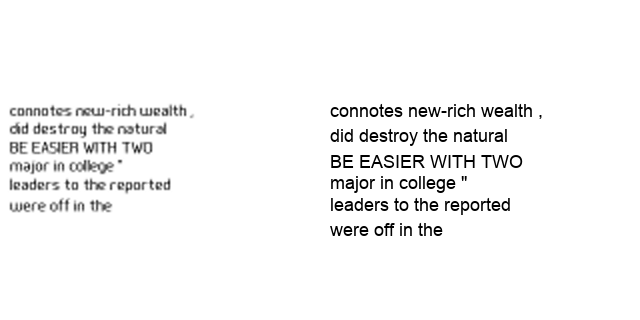 connotes new-rich wealth ,
did destroy the natural
BE EASIER WITH TWO
major in college "
leaders to the reported
were off in the
connotes new-rich wealth ,
did destroy the natural
BE EASIER WITH TWO
major in college "
leaders to the reported
were off in the